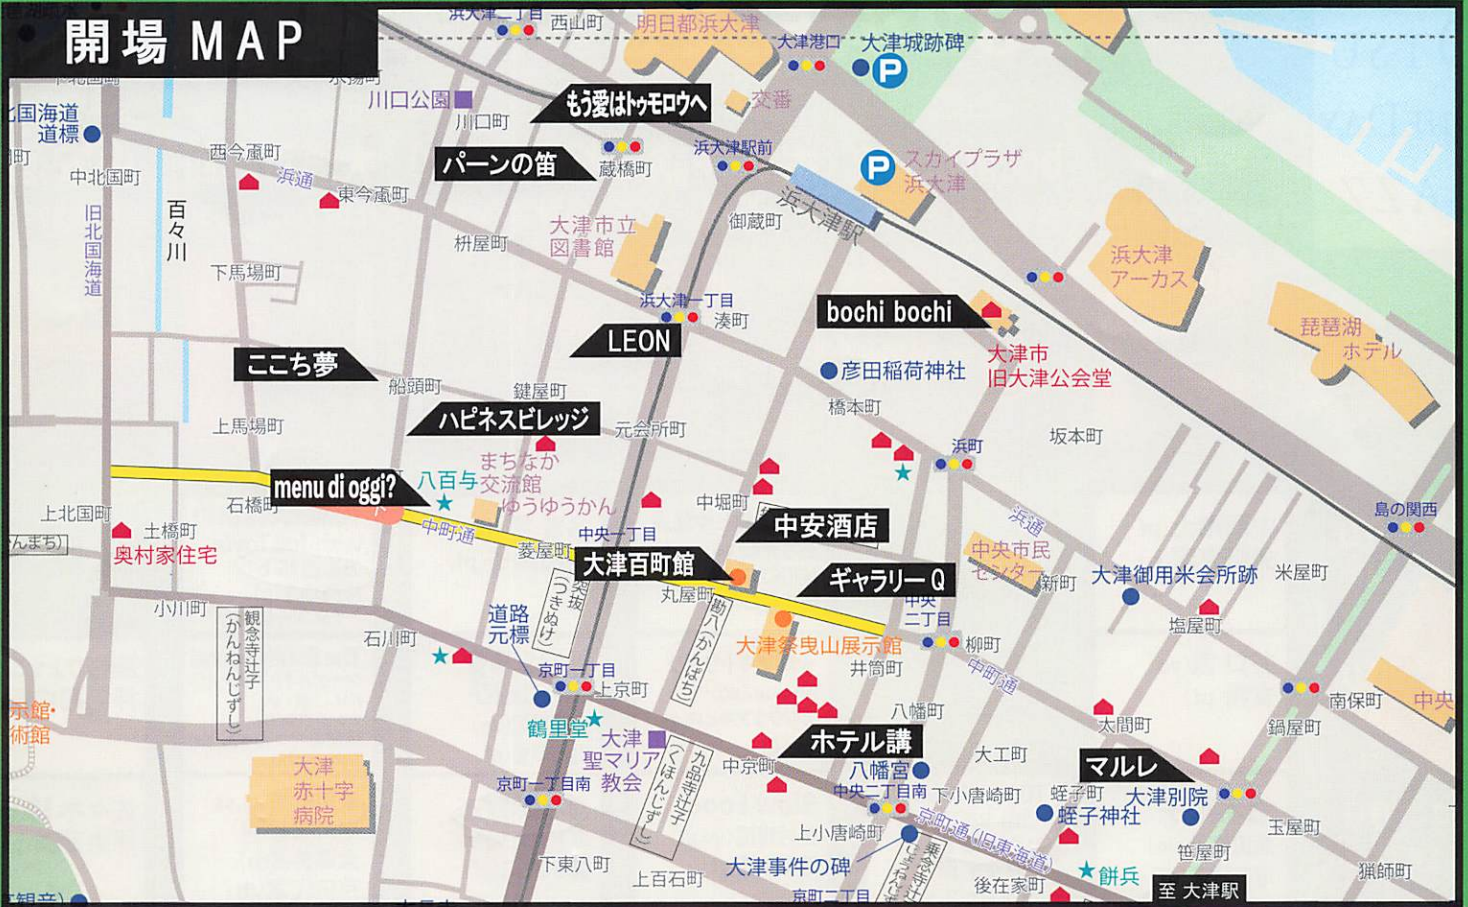 開場 MAP
浜大津二丁目
西山町
明日都浜大津
大津港口
大津城跡碑
P
川口公園
川口町
もう愛はトゥモロウへ
交番
北国海道
道標
西今颪町
浜通
東今颪町
中北国町
旧北国海道
百々川
パーンの笛
蔵橋町
浜大津駅前
P
スカイプラザ
浜大津
浜大津駅
御蔵町
大津市立
図書館
枡屋町
下馬場町
浜大津
アーカス
浜大津一丁目
湊町
bochi bochi
琵琶湖
ホテル
LEON
大津市
旧大津公会堂
ここち夢
船頭町
鍵屋町
彦田稲荷神社
橋本町
上馬場町
ハピネスビレッジ
元会所町
坂本町
浜町
まちなか
交流館
ゆうゆうかん
八百与
menu di oggi?
石橋町
中堀町
上北国町
土橋町
奥村家住宅
んまち)
中町通
菱屋町
中央一丁目
中安酒店
浜通
島の関西
大津百町館
丸屋町
ギャラリー Q
中央市民
センター
新町
大津御用米会所跡
米屋町
塩屋町
小川町
観念寺辻子
(かんねんじずし)
石川町
道路
元標
突抜
(つきぬけ)
勘八(かんぱち)
大津祭曳山展示館
中央
二丁目
柳町
中町通
井筒町
京町一丁目
上京町
鶴里堂
八幡町
太間町
鍋屋町
南保町
中央
示館・
術館
大津
聖マリア
教会
九品寺辻子
(くほんじずし)
中京町
ホテル講
八幡宮
大工町
マルレ
大津
赤十字
病院
京町一丁目南
中央二丁目南
下小唐崎町
蛭子町
蛭子神社
大津別院
玉屋町
上小唐崎町
京町通(旧東海道)
笹屋町
下東八町
上百石町
大津事件の碑
後在家町
餅兵
猟師町
京町二丁目
至 大津駅